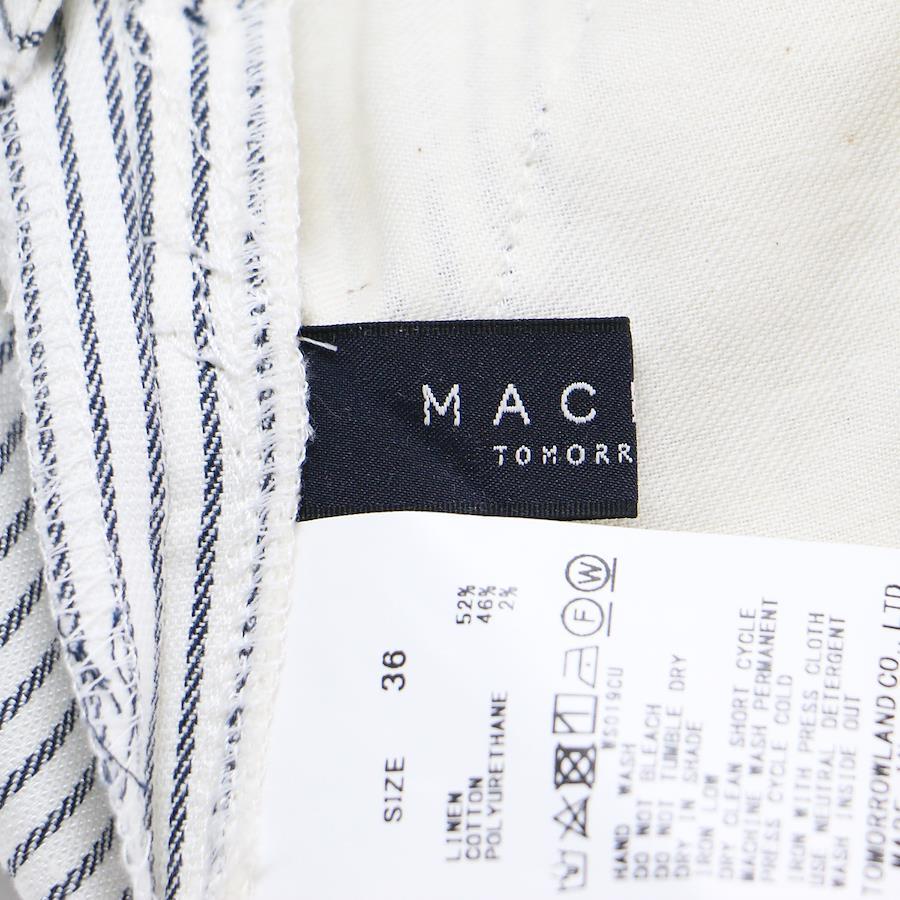 MAC
TOMORR
SIZE 36
LINEN 52%
COTTON 46%
POLYURETHANE 2%
W
F
WS019CU
HAND WASH
DO NOT BLEACH
DO NOT TUMBLE DRY
DRY IN SHADE
IRON LOW
DRY CLEAN SHORT CYCLE
MACHINE WASH PERMANENT
PRESS CYCLE COLD
IRON WITH PRESS CLOTH
USE NEUTRAL DETERGENT
WASH INSIDE OUT
TOMORROWLAND CO., LTD.